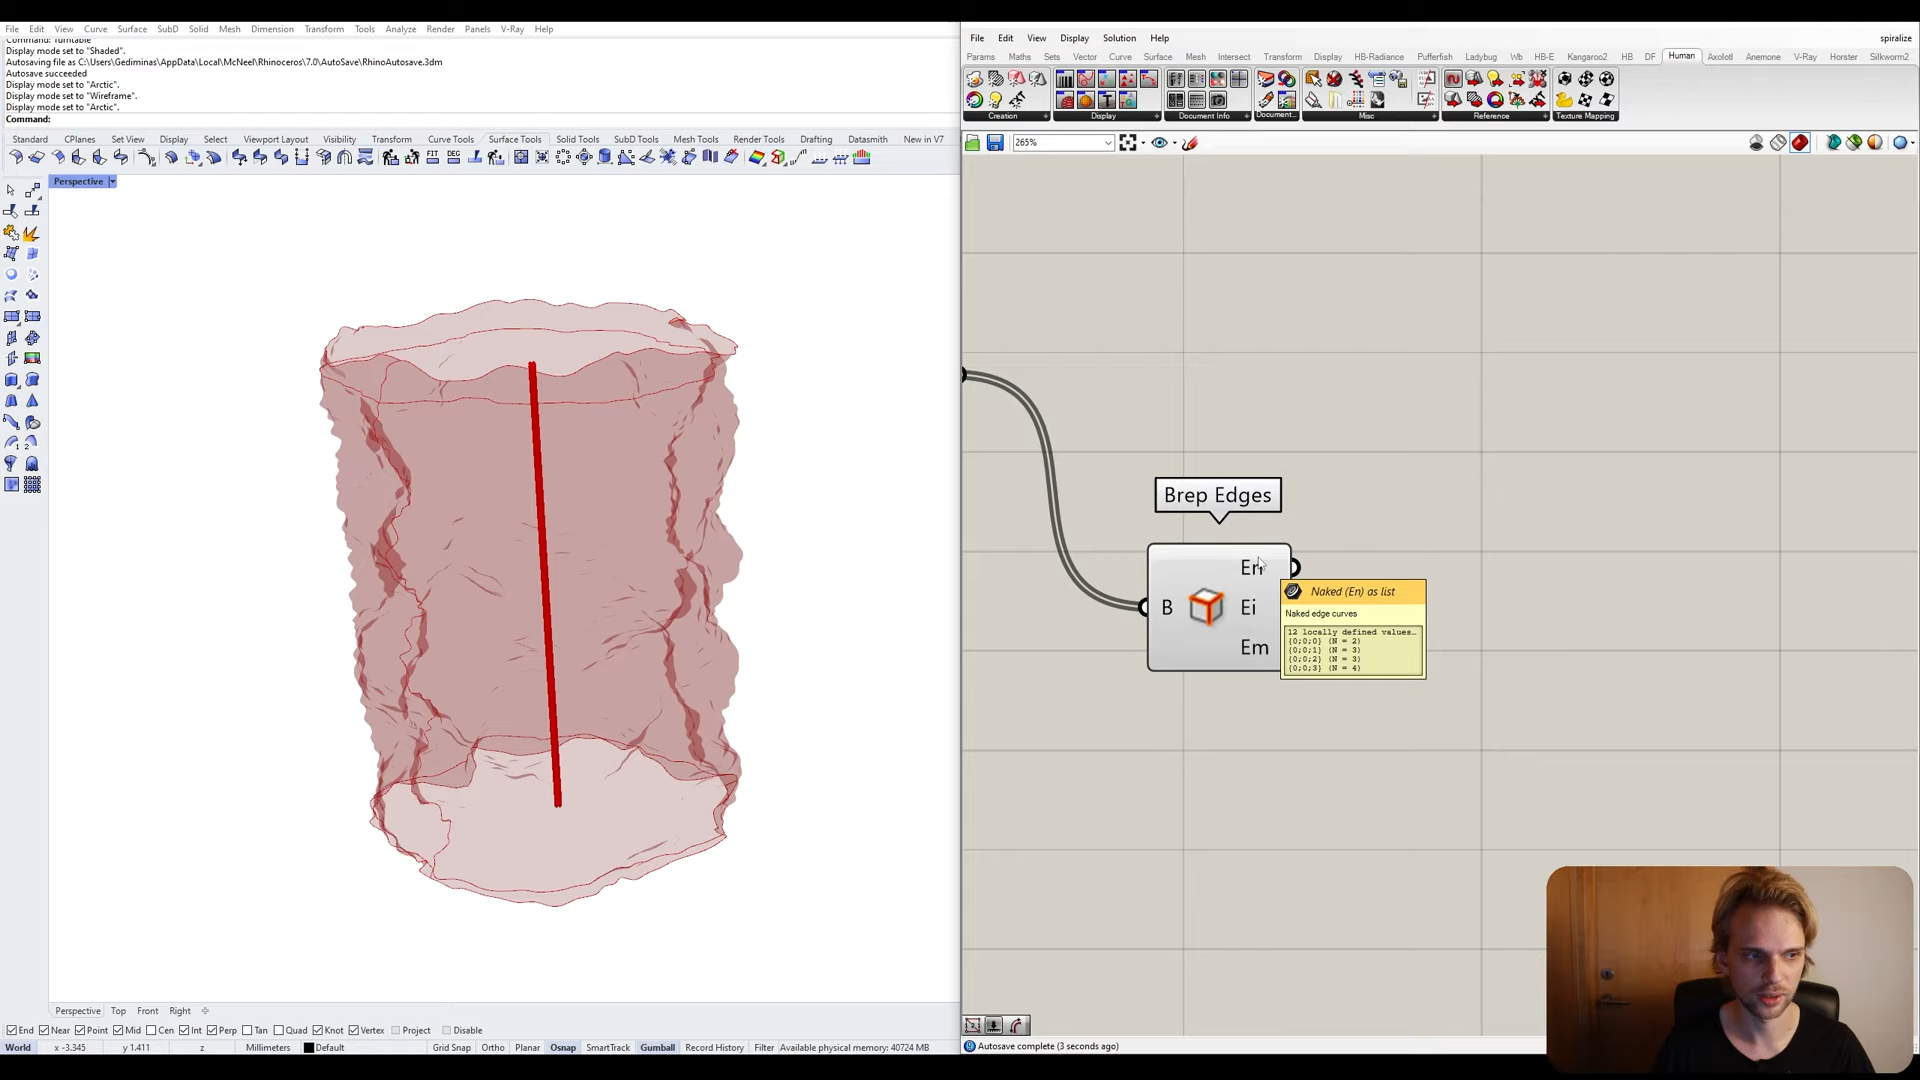 File Edit View Curve Surface SubD Solid Mesh Dimension Transform Tools Analyze Render Panels V-Ray Help
Display mode set to "Shaded".
Autosaving file as C:\Users\Gediminas\AppData\Local\McNeel\Rhinoceros\7.0\AutoSave\RhinoAutosave.3dm
Autosave succeeded
Display mode set to "Arctic".
Display mode set to "Wireframe".
Display mode set to "Arctic".
Command:
Standard CPlanes Set View Display Select Viewport Layout Visibility Transform Curve Tools Surface Tools Solid Tools SubD Tools Mesh Tools Render Tools Drafting Datasmith New in V7
Perspective
Perspective Top Front Right
End Near Point Mid Cen Int Perp Tan Quad Knot Vertex Project Disable
World x -3.345 y 1.411 z Millimeters Default Grid Snap Ortho Planar Osnap SmartTrack Gumball Record History Filter Available physical memory: 40724 MB
File Edit View Display Solution Help spiralize
Params Maths Sets Vector Curve Surface Mesh Intersect Transform Display HB-Radiance Pufferfish Ladybug Wb HB-E Kangaroo2 HB DF Human Axolotl Anemone V-Ray Horster Silkworm2
Creation Display Document Info Document... Misc Reference Texture Mapping
265%
Brep Edges
B
En
Ei
Em
Naked (En) as list
Naked edge curves
12 locally defined values...
{0;0;0} (N = 2)
{0;0;1} (N = 3)
{0;0;2} (N = 3)
{0;0;3} (N = 4)
Autosave complete (3 seconds ago)